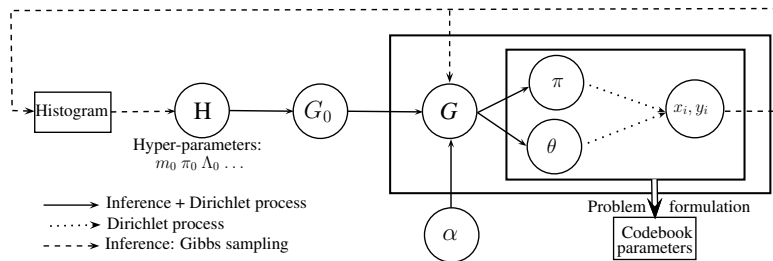 Histogram
H
G₀
G
π
θ
xᵢ, yᵢ
Hyper-parameters:
m₀ π₀ Λ₀ …
α
Inference + Dirichlet process
Dirichlet process
Inference: Gibbs sampling
Problem formulation
Codebook
parameters